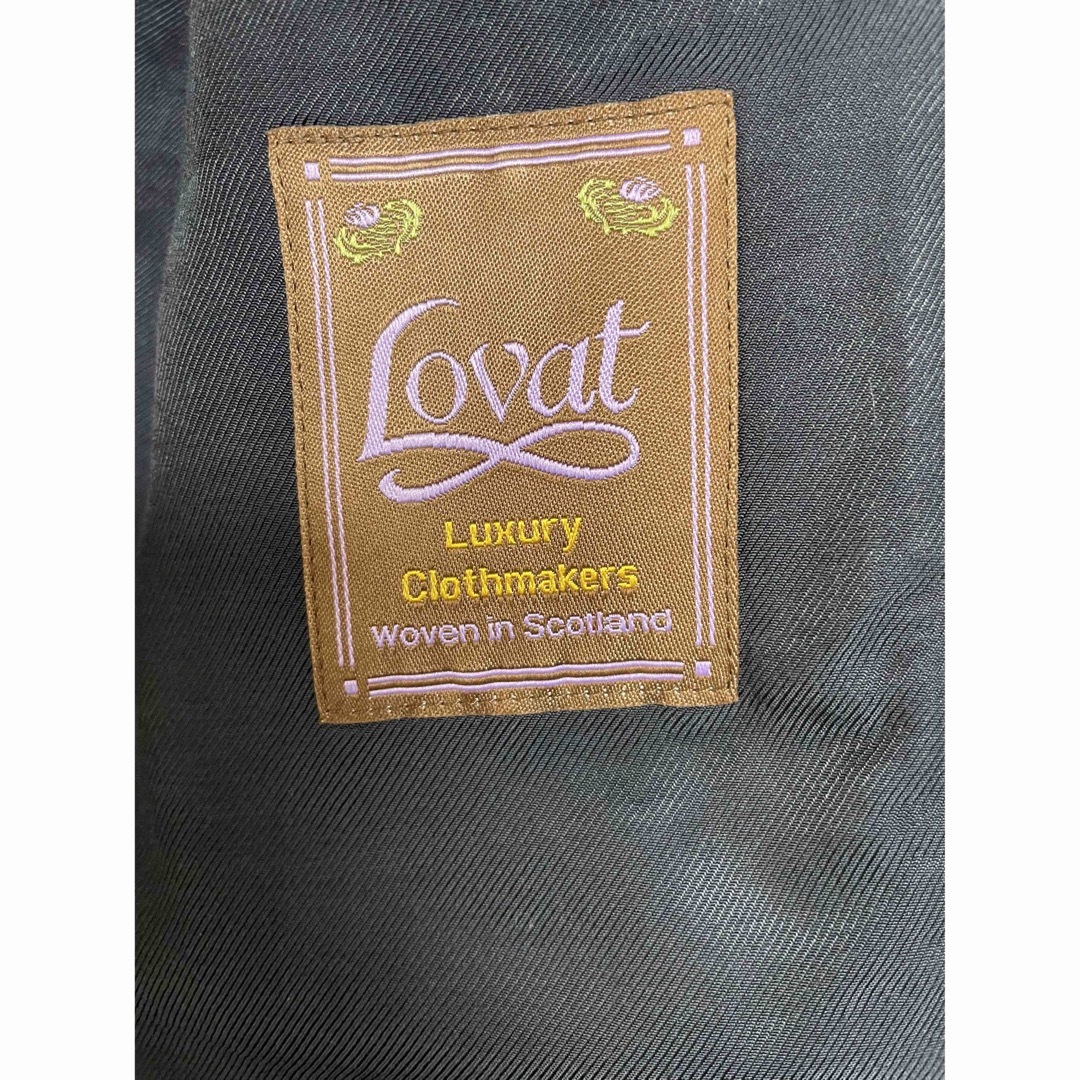 Lovat
Luxury
Clothmakers
Woven in Scotland